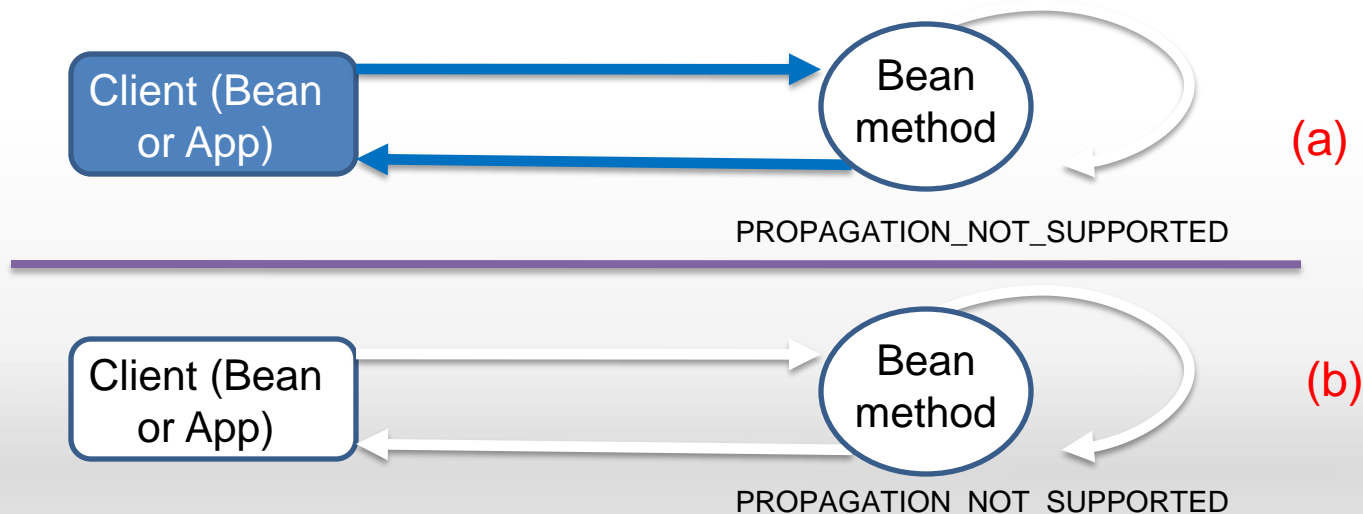 Client (Bean
or App)
Bean
method
(a)
PROPAGATION_NOT_SUPPORTED
Client (Bean
or App)
Bean
method
(b)
PROPAGATION_NOT_SUPPORTED